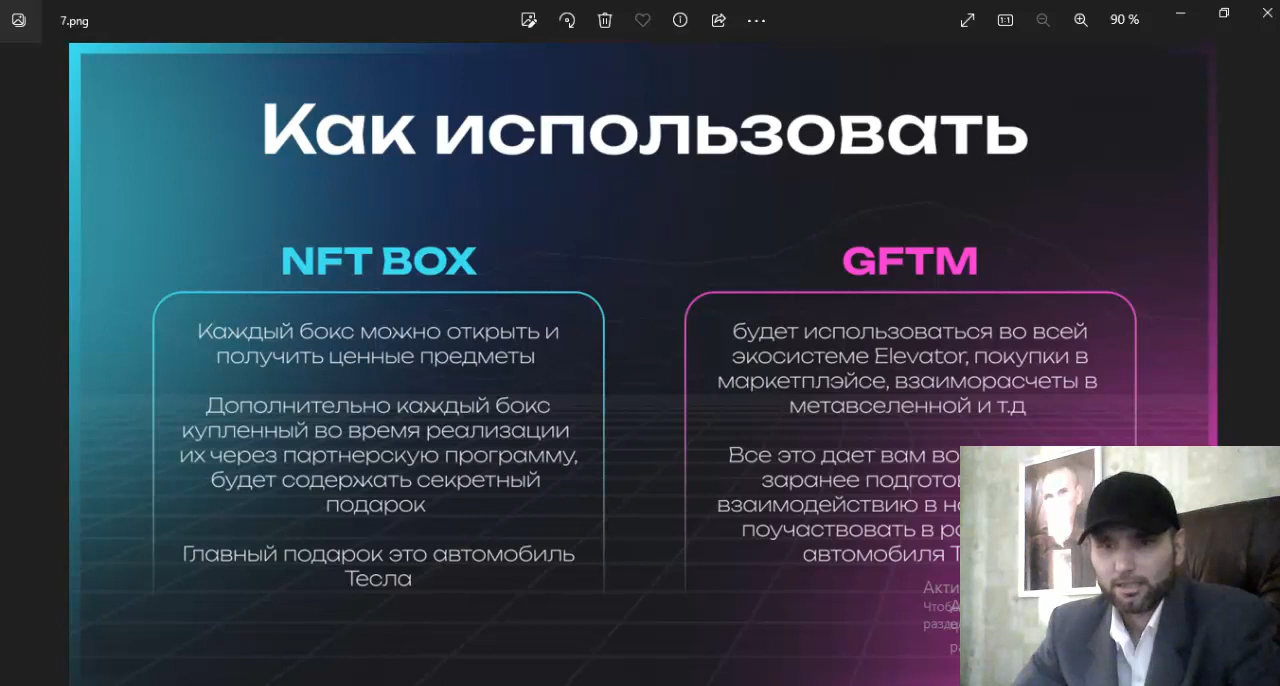 7.png
90 %
Как использовать
NFT BOX
Каждый бокс можно открыть и
получить ценные предметы
Дополнительно каждый бокс
купленный во время реализации
их через партнерскую программу,
будет содержать секретный
подарок
Главный подарок это автомобиль
Тесла
GFTM
будет использоваться во всей
экосистеме Elevator, покупки в
маркетплэйсе, взаиморасчеты в
метавселенной и т.д
Все это дает вам
заранее
взаимодействию в
поучаствовать в
автомобиля